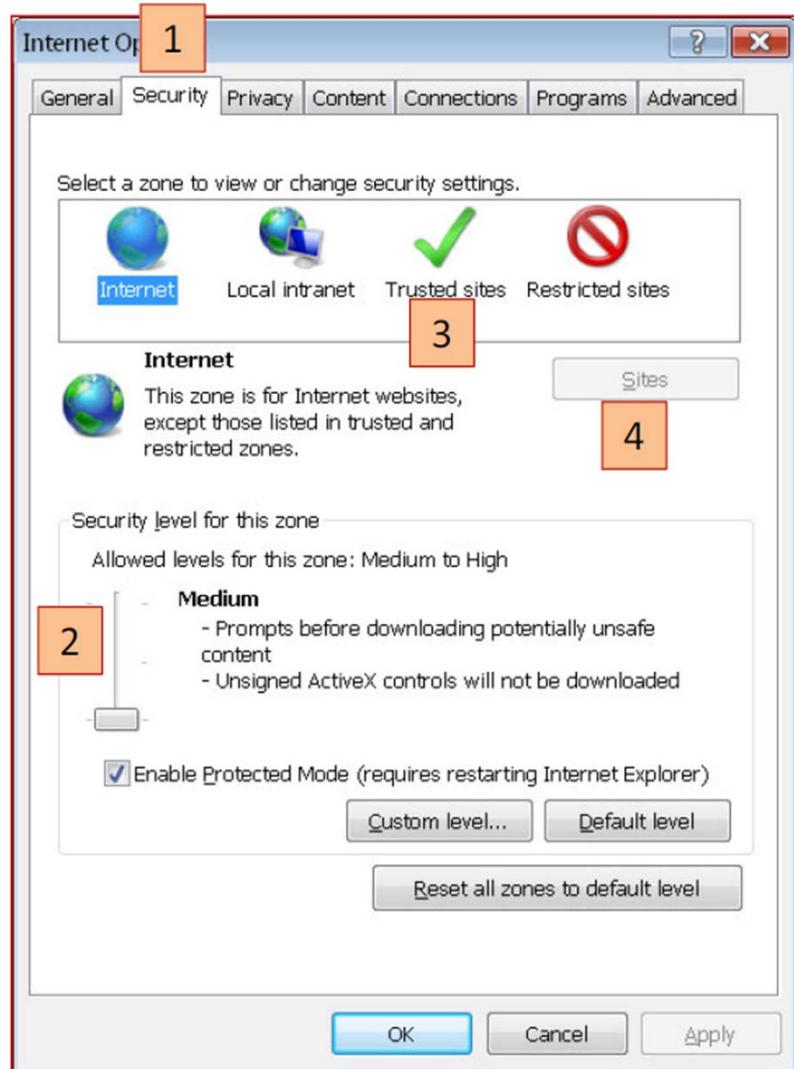 Internet Op
1
General Security Privacy Content Connections Programs Advanced
Select a zone to view or change security settings.
Internet Local intranet Trusted sites Restricted sites
3
Internet
This zone is for Internet websites,
except those listed in trusted and
restricted zones.
Sites
4
Security level for this zone
Allowed levels for this zone: Medium to High
2
Medium
- Prompts before downloading potentially unsafe
content
- Unsigned ActiveX controls will not be downloaded
Enable Protected Mode (requires restarting Internet Explorer)
Custom level... Default level
Reset all zones to default level
OK Cancel Apply